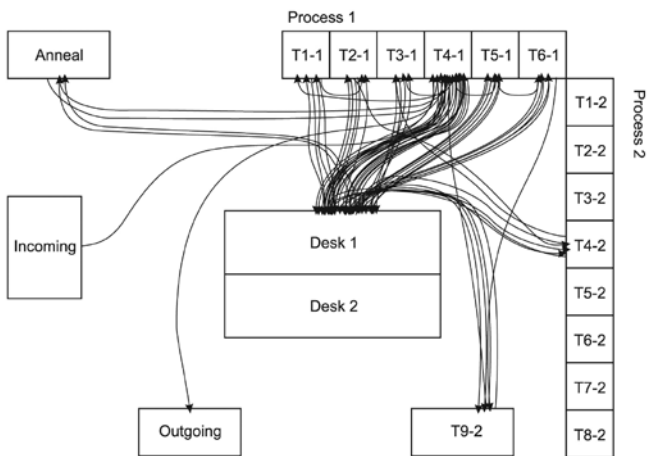 Process 1
Anneal
T1-1 T2-1 T3-1 T4-1 T5-1 T6-1
T1-2
Process 2
T2-2
T3-2
Incoming
Desk 1
T4-2
T5-2
Desk 2
T6-2
T7-2
Outgoing
T9-2
T8-2